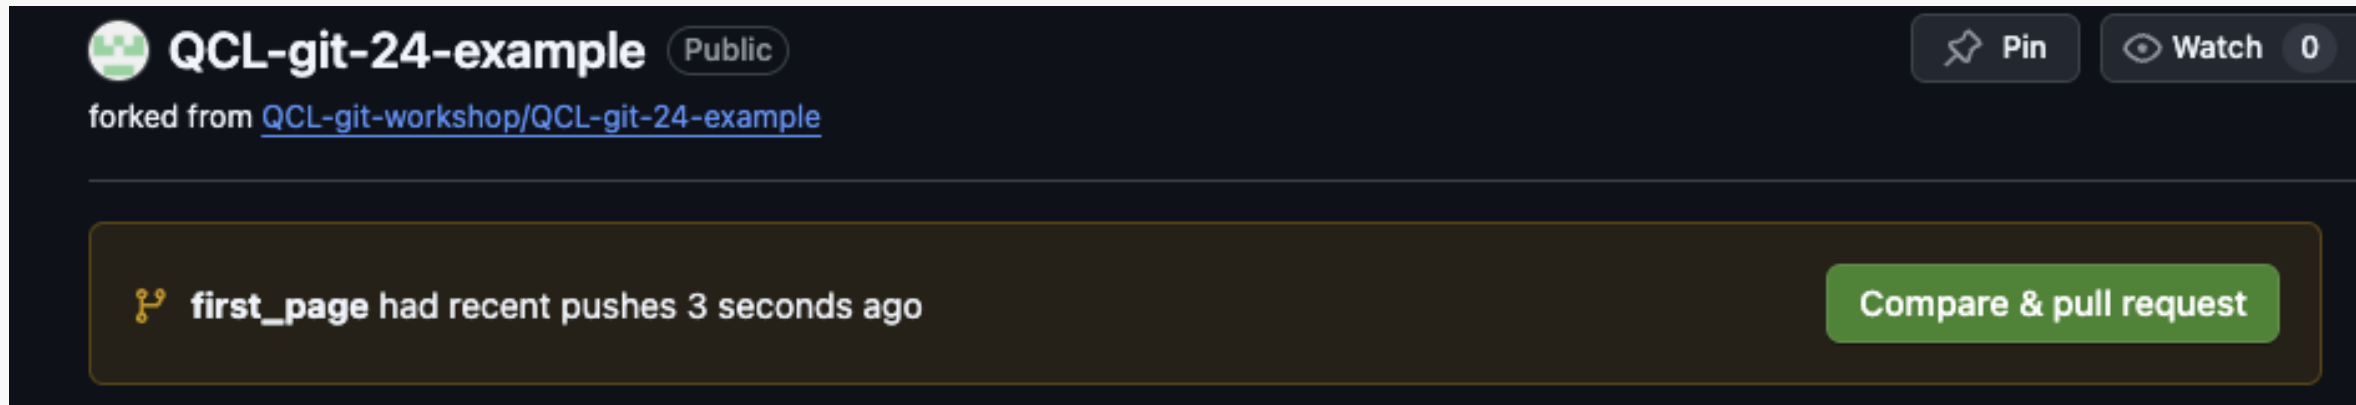 QCL-git-24-example Public Pin Watch 0
forked from QCL-git-workshop/QCL-git-24-example
first_page had recent pushes 3 seconds ago Compare & pull request